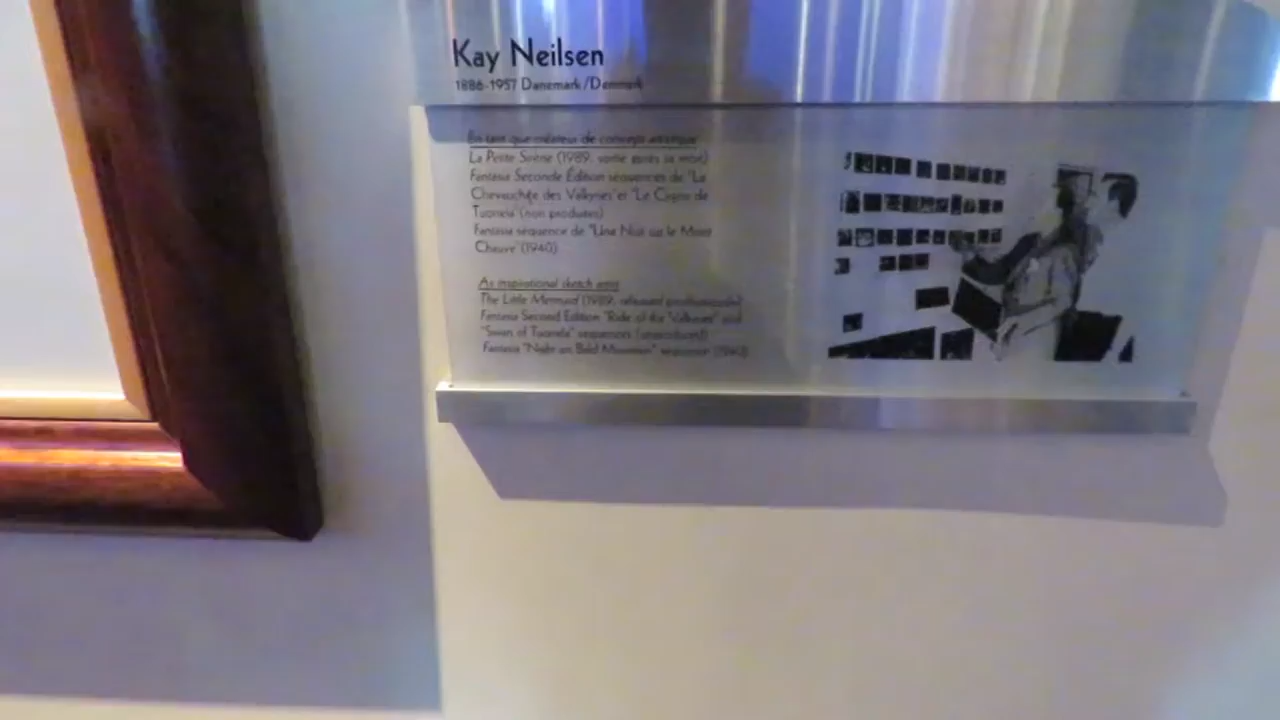 Kay Neilsen
1886-1957 Danemark/Denmark
En tant que créateur de concept artistique
La Petite Sirène (1989, sortie après sa mort)
Fantasia Seconde Édition séquences de "La
Chevauchée des Valkyries" et "Le Cygne de
Tuonela" (non produites)
Fantasia séquence de "Une Nuit sur le Mont
Chauve" (1940)
As inspirational sketch artist
The Little Mermaid (1989, released posthumously)
Fantasia Second Edition "Ride of the Valkyries" and
"Swan of Tuonela" sequences (unproduced)
Fantasia "Night on Bald Mountain" sequence (1940)